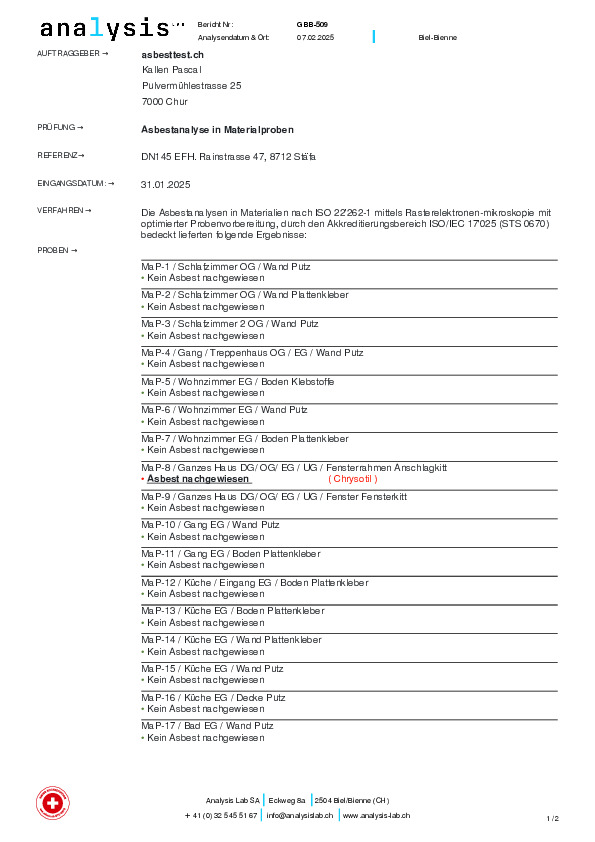 analysis
Bericht Nr: GBB-509
Analysendatum & Ort: 07.02.2025 Biel-Bienne
AUFTRAGGEBER → asbesttest.ch
Kallen Pascal
Pulvermühlestrasse 25
7000 Chur
PRÜFUNG → Asbestanalyse in Materialproben
REFERENZ → DN145 EFH. Rainstrasse 47, 8712 Stäfa
EINGANGSDATUM: → 31.01.2025
VERFAHREN → Die Asbestanalysen in Materialien nach ISO 22'262-1 mittels Rasterelektronen-mikroskopie mit
optimierter Probenvorbereitung, durch den Akkreditierungsbereich ISO/IEC 17'025 (STS 0670)
bedeckt lieferten folgende Ergebnisse:
PROBEN →
MaP-1 / Schlafzimmer OG / Wand Putz
• Kein Asbest nachgewiesen
MaP-2 / Schlafzimmer OG / Wand Plattenkleber
• Kein Asbest nachgewiesen
MaP-3 / Schlafzimmer 2 OG / Wand Putz
• Kein Asbest nachgewiesen
MaP-4 / Gang / Treppenhaus OG / EG / Wand Putz
• Kein Asbest nachgewiesen
MaP-5 / Wohnzimmer EG / Boden Klebstoffe
• Kein Asbest nachgewiesen
MaP-6 / Wohnzimmer EG / Wand Putz
• Kein Asbest nachgewiesen
MaP-7 / Wohnzimmer EG / Boden Plattenkleber
• Kein Asbest nachgewiesen
MaP-8 / Ganzes Haus DG/ OG/ EG / UG / Fensterrahmen Anschlagkitt
• Asbest nachgewiesen ( Chrysotil )
MaP-9 / Ganzes Haus DG/ OG/ EG / UG / Fenster Fensterkitt
• Kein Asbest nachgewiesen
MaP-10 / Gang EG / Wand Putz
• Kein Asbest nachgewiesen
MaP-11 / Gang EG / Boden Plattenkleber
• Kein Asbest nachgewiesen
MaP-12 / Küche / Eingang EG / Boden Plattenkleber
• Kein Asbest nachgewiesen
MaP-13 / Küche EG / Boden Plattenkleber
• Kein Asbest nachgewiesen
MaP-14 / Küche EG / Wand Plattenkleber
• Kein Asbest nachgewiesen
MaP-15 / Küche EG / Wand Putz
• Kein Asbest nachgewiesen
MaP-16 / Küche EG / Decke Putz
• Kein Asbest nachgewiesen
MaP-17 / Bad EG / Wand Putz
• Kein Asbest nachgewiesen
Analysis Lab SA | Eckweg 8a | 2504 Biel/Bienne (CH)
+ 41 (0) 32 545 51 67 | info@analysislab.ch | www.analysis-lab.ch
1 / 2